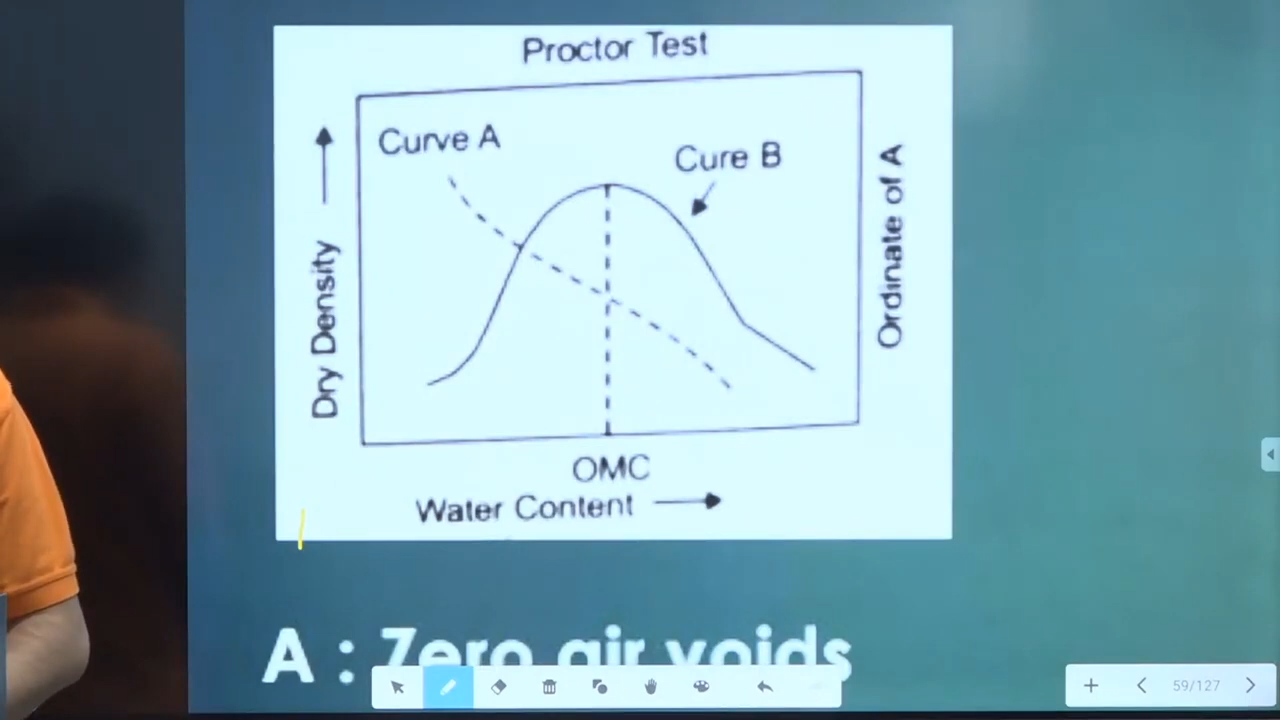 Proctor Test
Curve A
Cure B
Dry Density
Ordinate of A
OMC
Water Content
A : Zero air voids
59/127